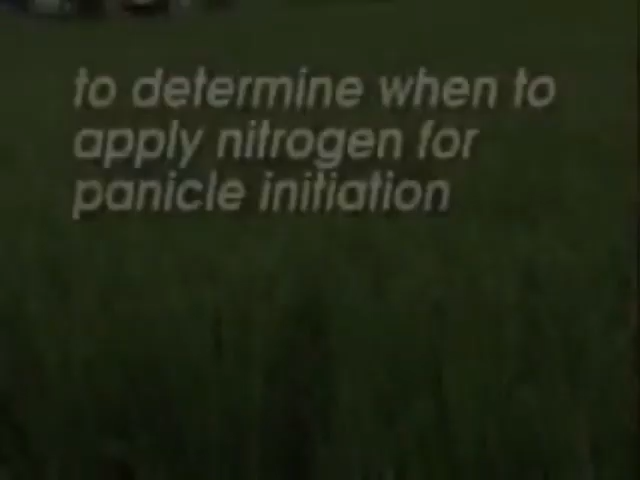 to determine when to
apply nitrogen for
panicle initiation